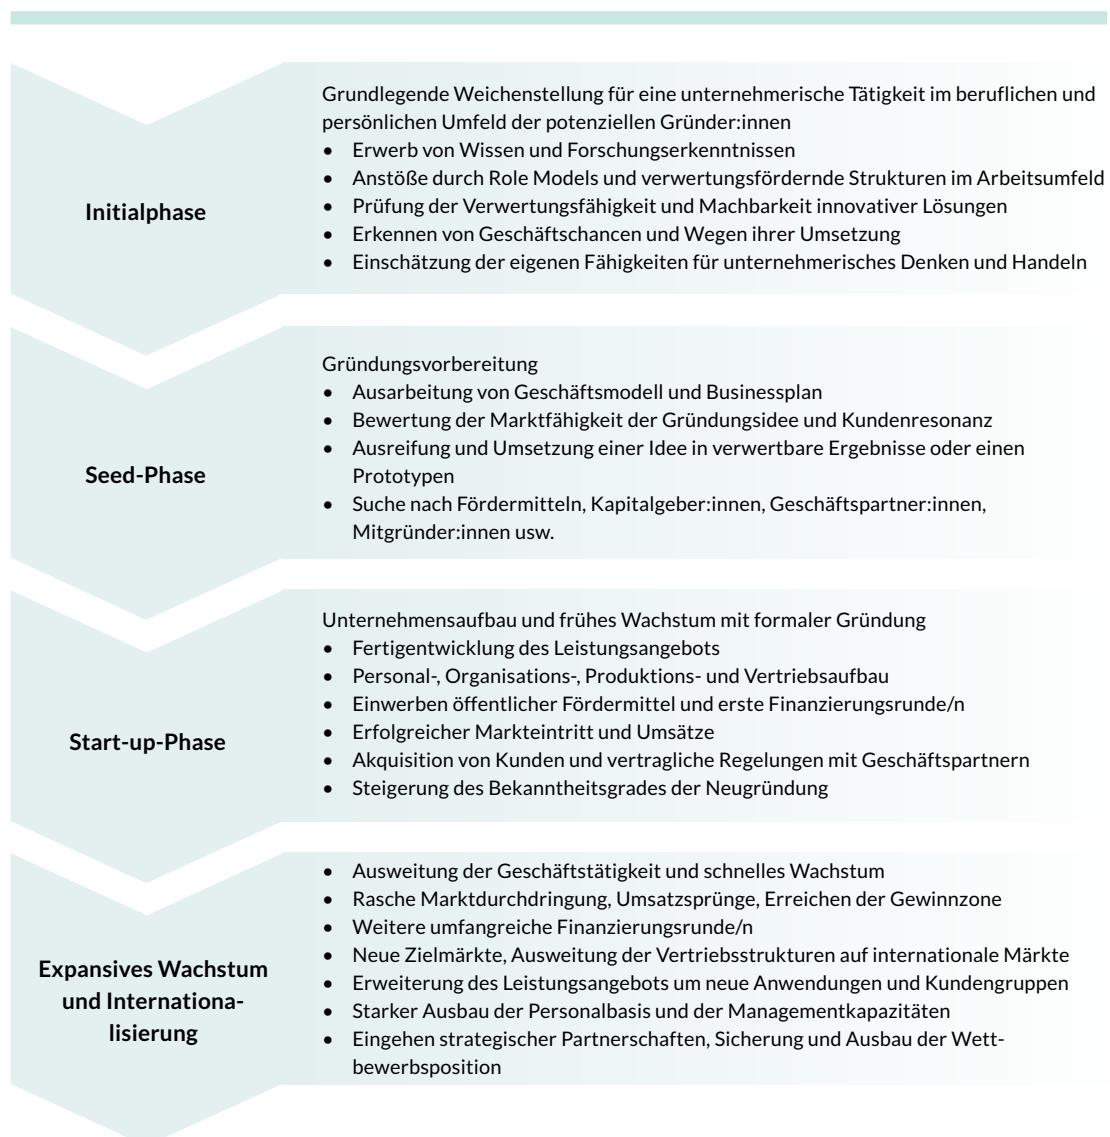 Initialphase
Grundlegende Weichenstellung für eine unternehmerische Tätigkeit im beruflichen und
persönlichen Umfeld der potenziellen Gründer:innen
• Erwerb von Wissen und Forschungserkenntnissen
• Anstöße durch Role Models und verwertungsfördernde Strukturen im Arbeitsumfeld
• Prüfung der Verwertungsfähigkeit und Machbarkeit innovativer Lösungen
• Erkennen von Geschäftschancen und Wegen ihrer Umsetzung
• Einschätzung der eigenen Fähigkeiten für unternehmerisches Denken und Handeln
Seed-Phase
Gründungsvorbereitung
• Ausarbeitung von Geschäftsmodell und Businessplan
• Bewertung der Marktfähigkeit der Gründungsidee und Kundenresonanz
• Ausreifung und Umsetzung einer Idee in verwertbare Ergebnisse oder einen
Prototypen
• Suche nach Fördermitteln, Kapitalgeber:innen, Geschäftspartner:innen,
Mitgründer:innen usw.
Start-up-Phase
Unternehmensaufbau und frühes Wachstum mit formaler Gründung
• Fertigentwicklung des Leistungsangebots
• Personal-, Organisations-, Produktions- und Vertriebsaufbau
• Einwerben öffentlicher Fördermittel und erste Finanzierungsrunde/n
• Erfolgreicher Markteintritt und Umsätze
• Akquisition von Kunden und vertragliche Regelungen mit Geschäftspartnern
• Steigerung des Bekanntheitsgrades der Neugründung
Expansives Wachstum
und Internationa-
lisierung
• Ausweitung der Geschäftstätigkeit und schnelles Wachstum
• Rasche Marktdurchdringung, Umsatzsprünge, Erreichen der Gewinnzone
• Weitere umfangreiche Finanzierungsrunde/n
• Neue Zielmärkte, Ausweitung der Vertriebsstrukturen auf internationale Märkte
• Erweiterung des Leistungsangebots um neue Anwendungen und Kundengruppen
• Starker Ausbau der Personalbasis und der Managementkapazitäten
• Eingehen strategischer Partnerschaften, Sicherung und Ausbau der Wett-
bewerbsposition